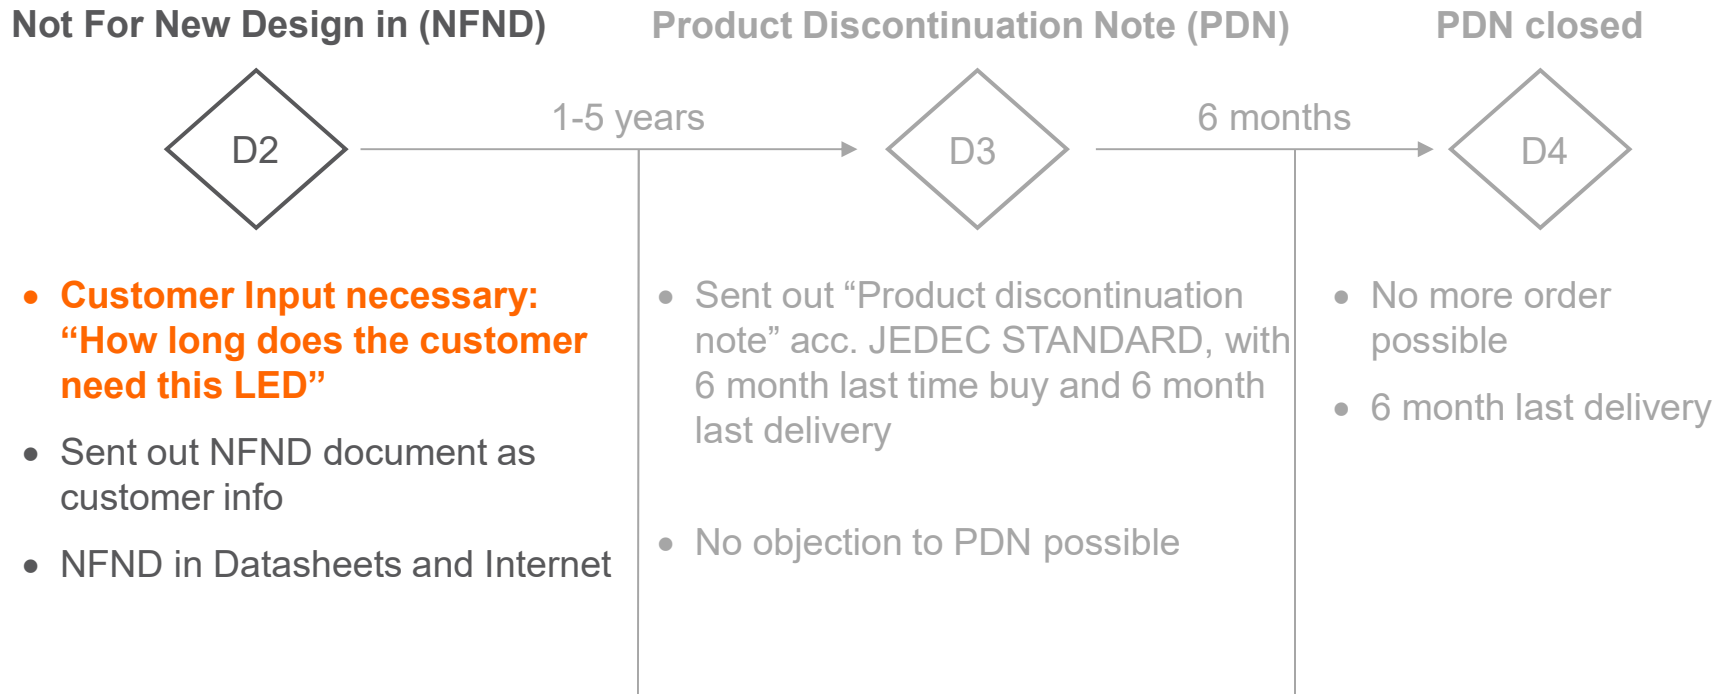 Not For New Design in (NFND)
Product Discontinuation Note (PDN)
PDN closed
D2
1-5 years
D3
6 months
D4
• Customer Input necessary:
“How long does the customer
need this LED”
• Sent out NFND document as
customer info
• NFND in Datasheets and Internet
• Sent out “Product discontinuation
note” acc. JEDEC STANDARD, with
6 month last time buy and 6 month
last delivery
• No objection to PDN possible
• No more order
possible
• 6 month last delivery